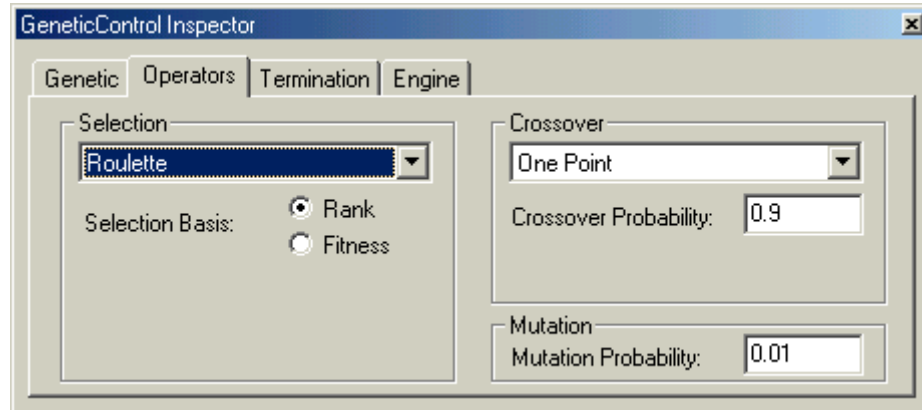 GeneticControl Inspector
Genetic Operators Termination Engine
Selection
Roulette
Selection Basis:
Rank
Fitness
Crossover
One Point
Crossover Probability: 0.9
Mutation
Mutation Probability: 0.01